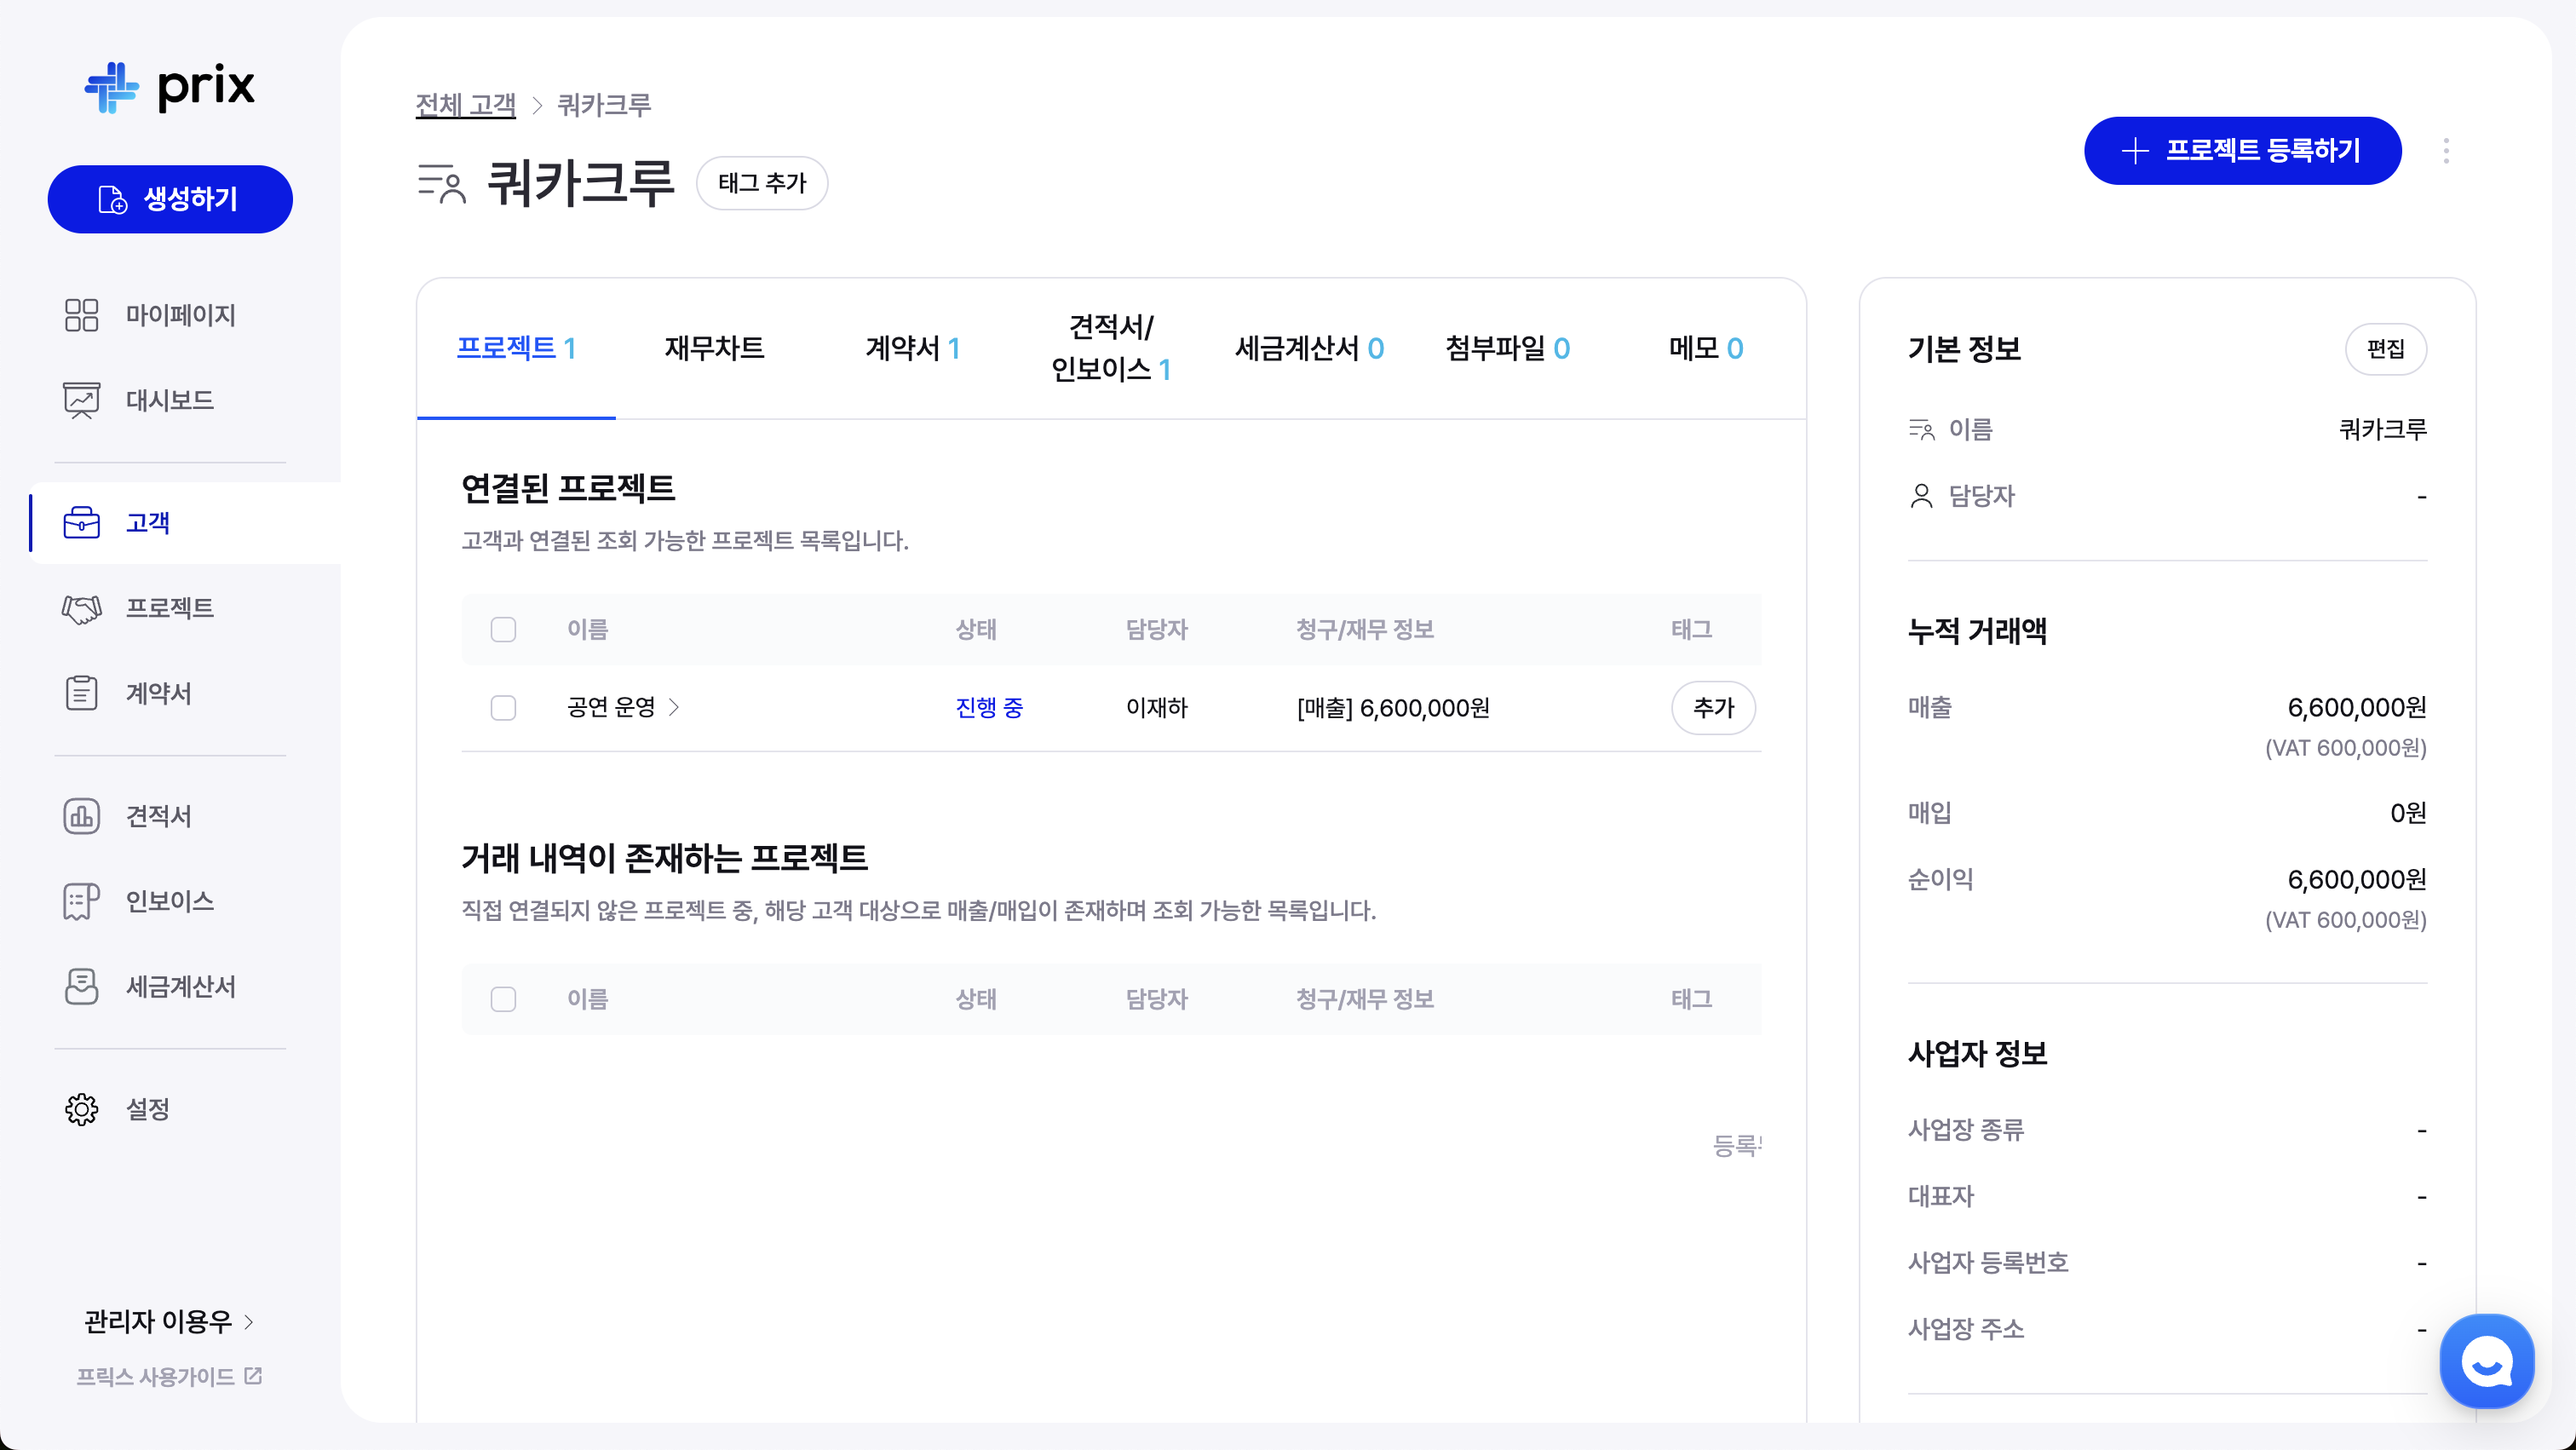 prix
생성하기
마이페이지
대시보드
고객
프로젝트
계약서
견적서
인보이스
세금계산서
설정
관리자 이용우
프릭스 사용가이드
전체 고객 > 쿼카크루
쿼카크루 태그 추가
프로젝트 등록하기
프로젝트 1 재무차트 계약서 1 견적서/
인보이스 1 세금계산서 0 첨부파일 0 메모 0
연결된 프로젝트
고객과 연결된 조회 가능한 프로젝트 목록입니다.
이름 상태 담당자 청구/재무 정보 태그
공연 운영 > 진행 중 이재하 [매출] 6,600,000원 추가
거래 내역이 존재하는 프로젝트
직접 연결되지 않은 프로젝트 중, 해당 고객 대상으로 매출/매입이 존재하며 조회 가능한 목록입니다.
이름 상태 담당자 청구/재무 정보 태그
등록
기본 정보 편집
이름 쿼카크루
담당자 -
누적 거래액
매출 6,600,000원
(VAT 600,000원)
매입 0원
순이익 6,600,000원
(VAT 600,000원)
사업자 정보
사업장 종류 -
대표자 -
사업자 등록번호 -
사업장 주소 -